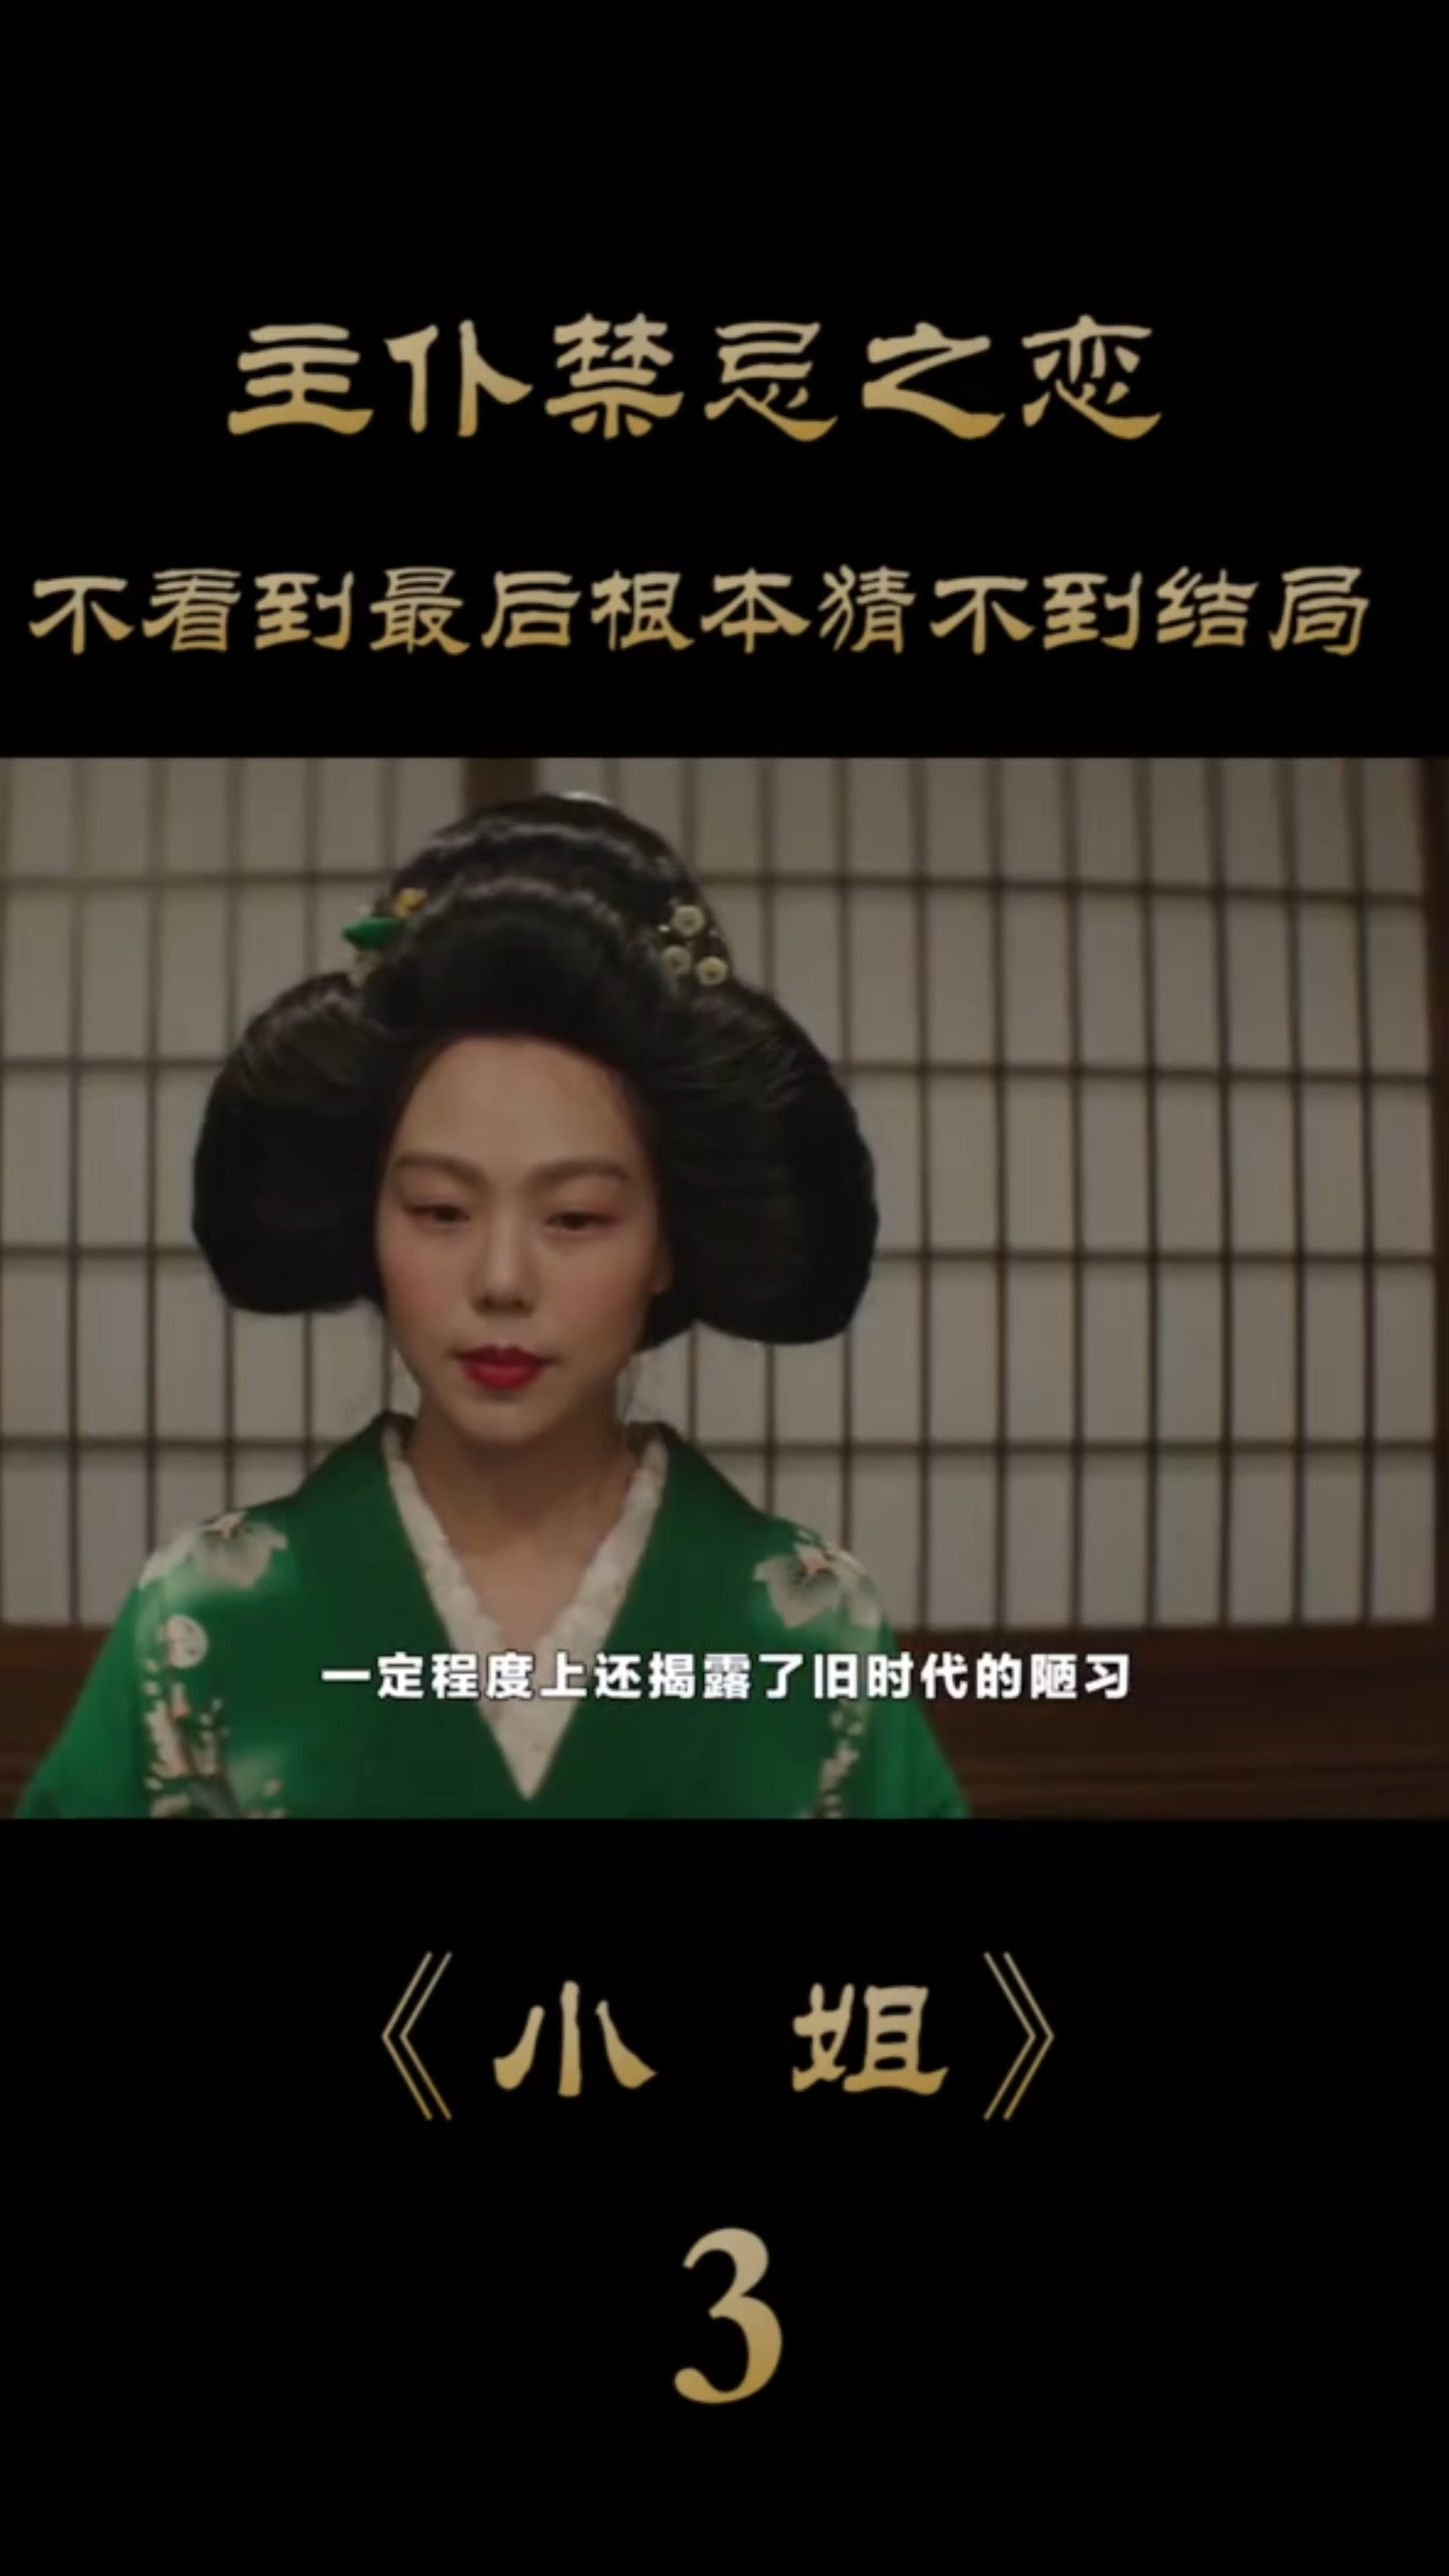 主仆禁忌之恋
不看到最后根本猜不到结局
一定程度上还揭露了旧时代的陋习
《小 姐》
3